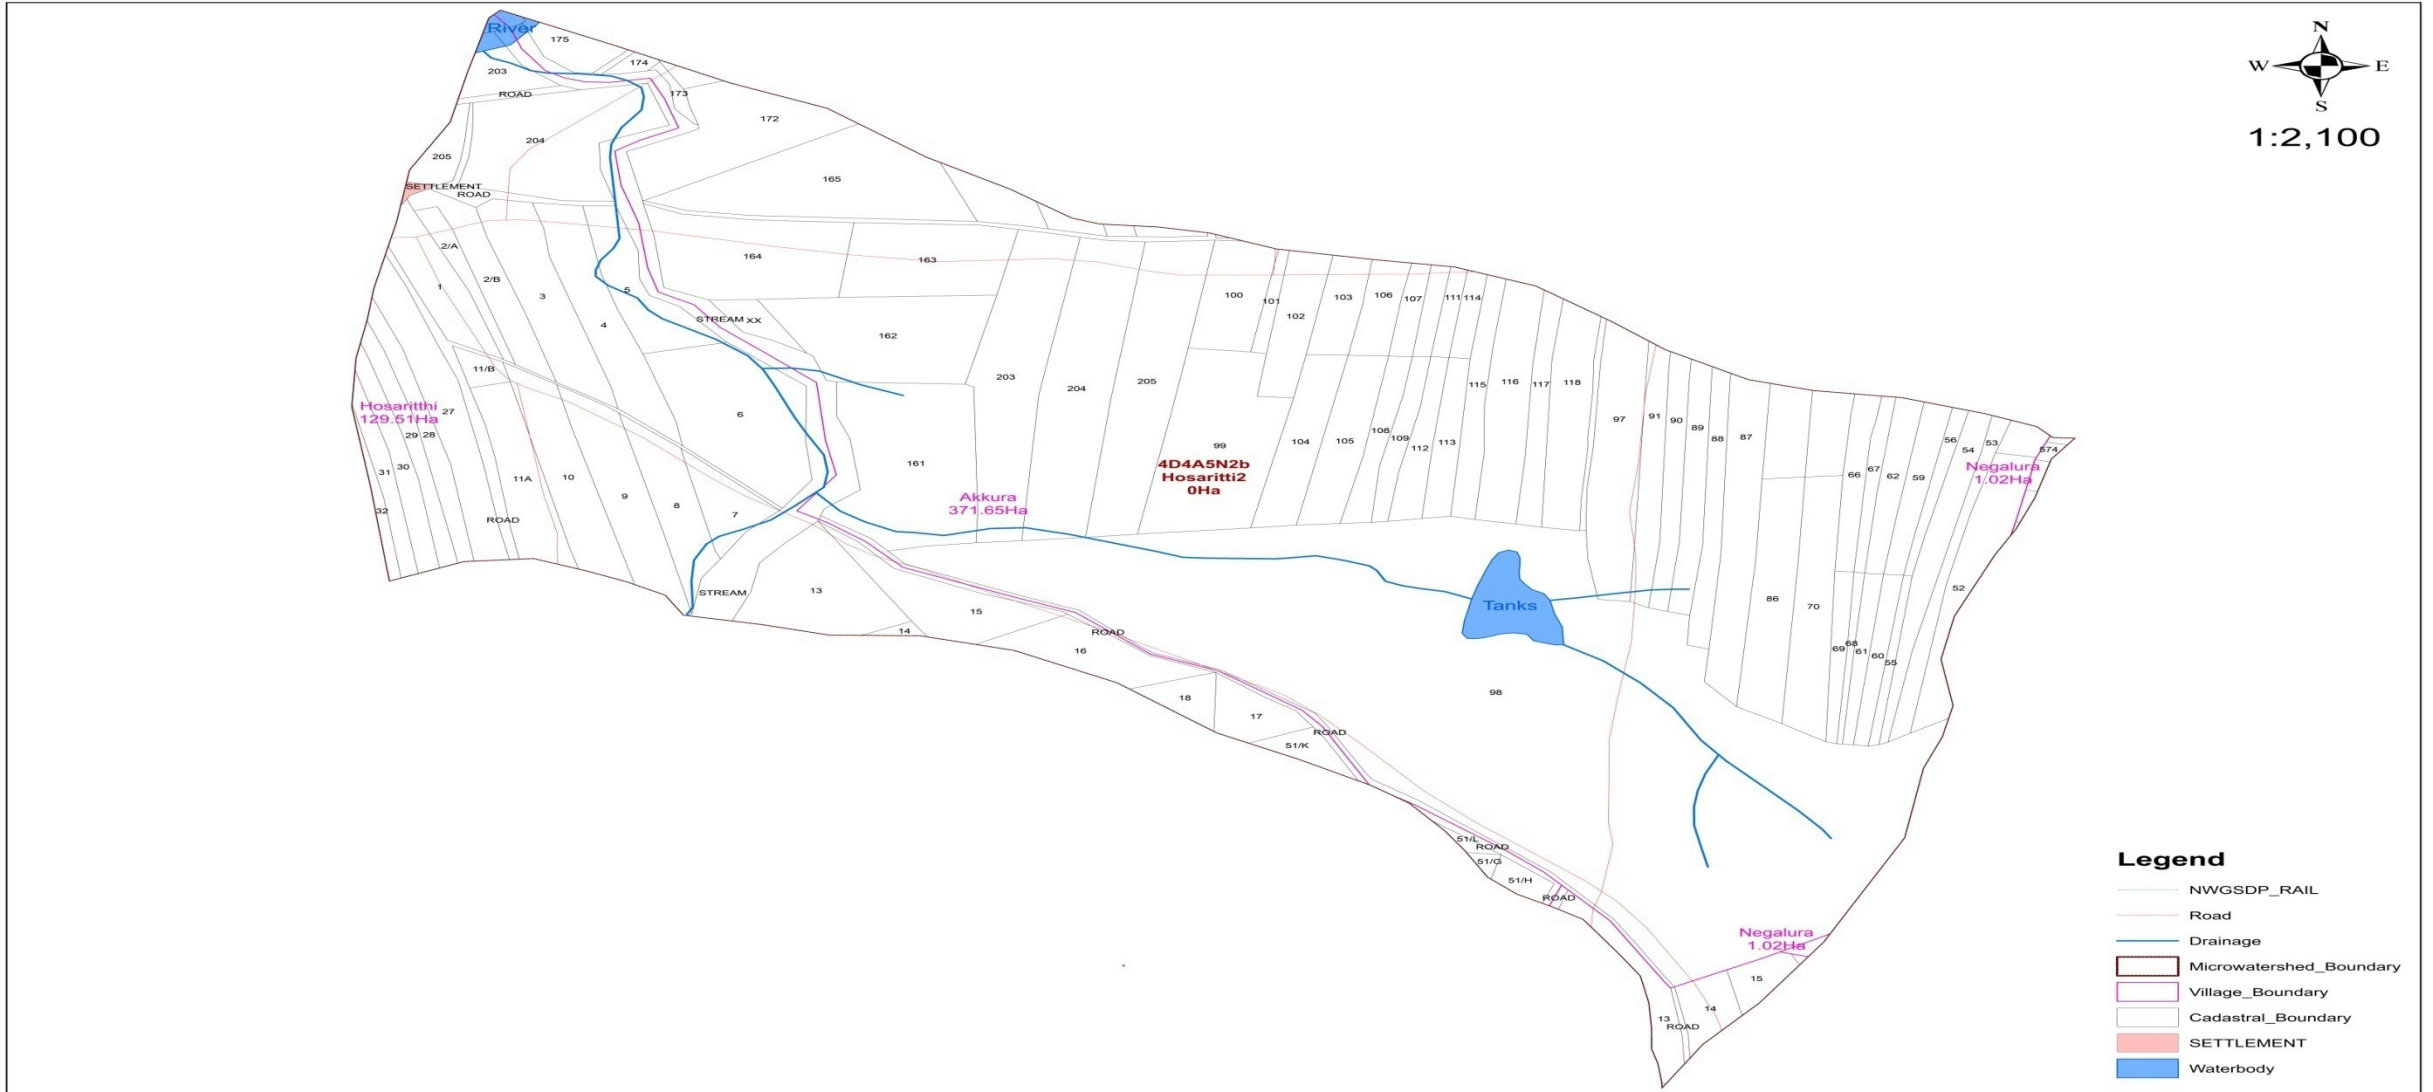 N
W E
S
1:2,100
River
175
203
174
ROAD
173
172
204
205
165
SETTLEMENT
ROAD
2/A
164
163
1
2/B
3
5
100
101
103
106
107
111
114
102
4
STREAM XX
162
11/B
203
204
205
115
116
117
118
Hosaritthi
129.51Ha
27
6
97
91
90
89
88
87
29
28
99
104
105
108
109
112
113
56
54
53
574
31
30
161
4D4A5N2b
Hosaritti2
0Ha
66
67
62
59
Negalura
1.02Ha
11A
10
9
8
7
Akkura
371.65Ha
32
ROAD
STREAM
13
15
14
ROAD
16
Tanks
86
70
52
69
68
61
60
55
18
17
98
51/K
ROAD
51/L
ROAD
51/G
51/H
ROAD
Negalura
1.02Ha
15
14
13
ROAD
Legend
NWGSDP_RAIL
Road
Drainage
Microwatershed_Boundary
Village_Boundary
Cadastral_Boundary
SETTLEMENT
Waterbody